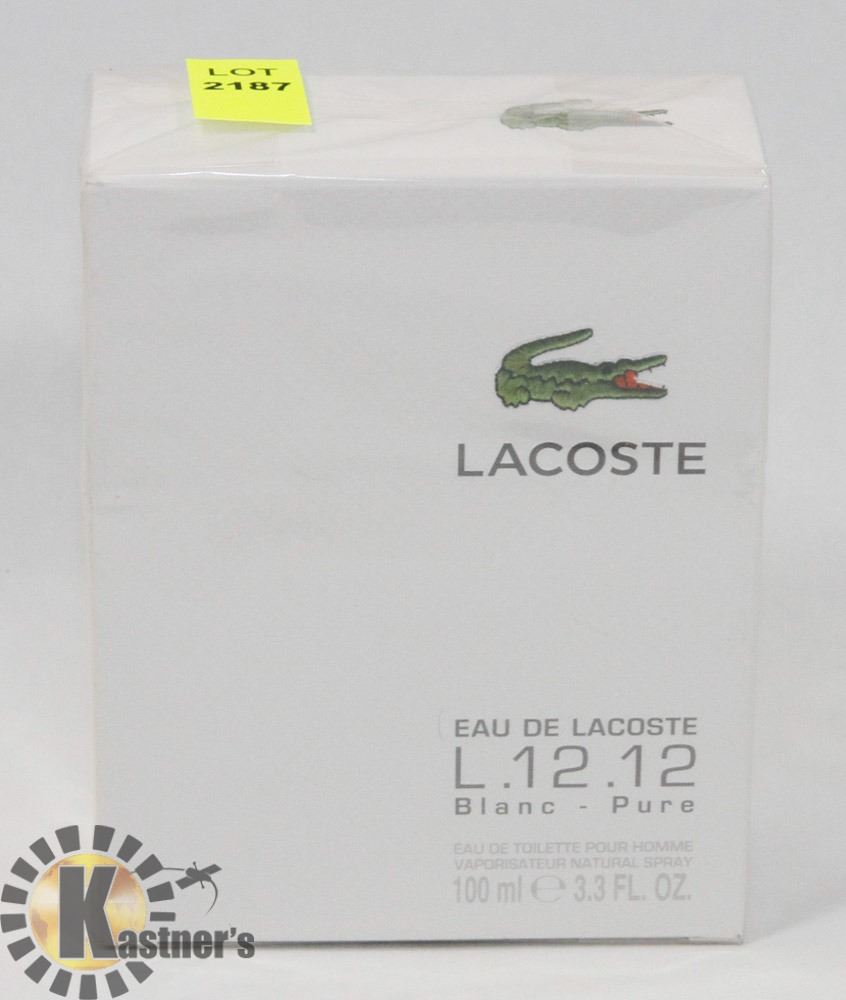 LOT
2187
LACOSTE
EAU DE LACOSTE
L.12.12
Blanc - Pure
EAU DE TOILETTE POUR HOMME
VAPORISATEUR NATURAL SPRAY
100 ml ℮ 3.3 FL. OZ.
Kastner's